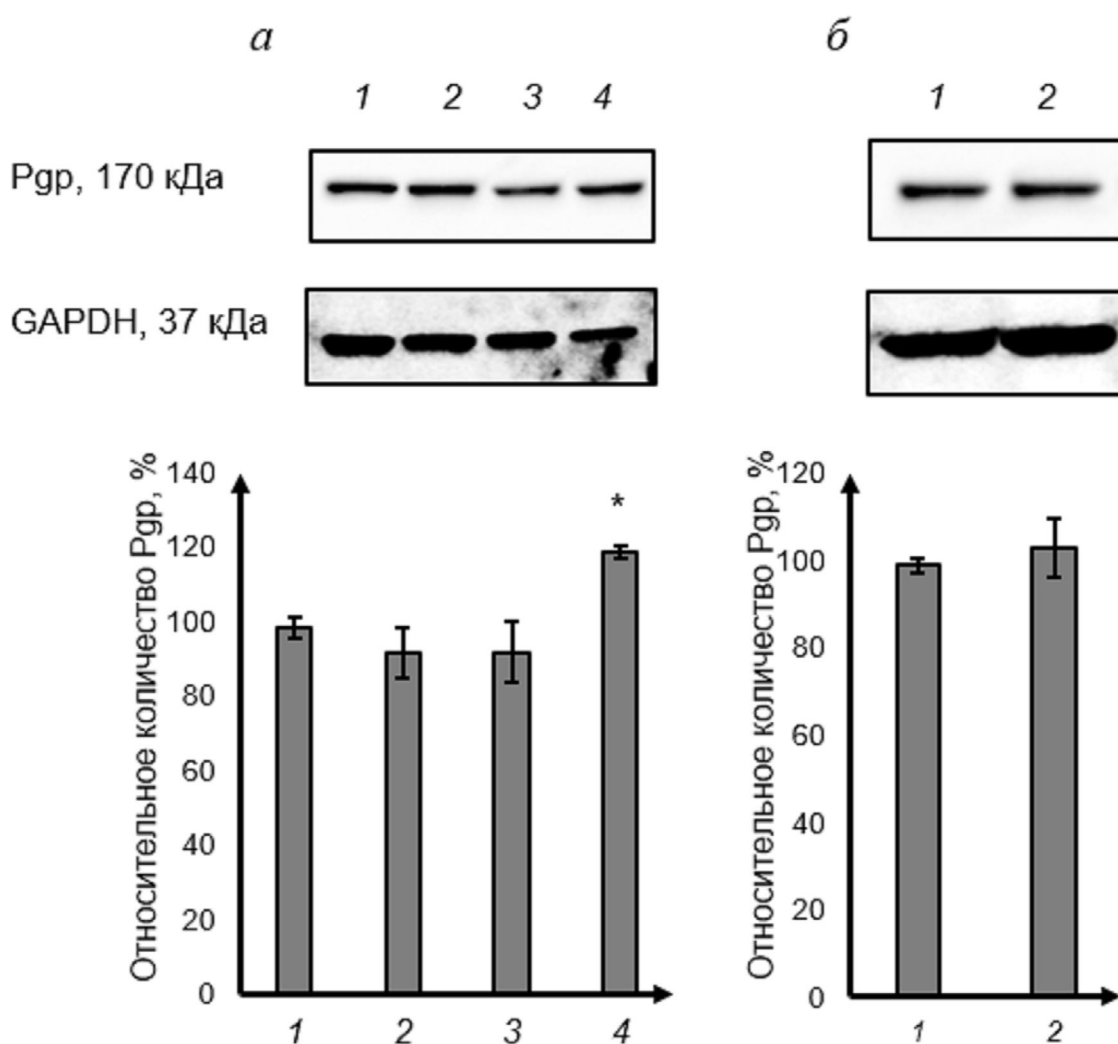 а б
1 2 3 4 1 2
Pgp, 170 кДа
GAPDH, 37 кДа
Относительное количество Pgp, %
140
120
100
80
60
40
20
0
*
1 2 3 4
Относительное количество Pgp, %
120
100
80
60
40
20
0
1 2